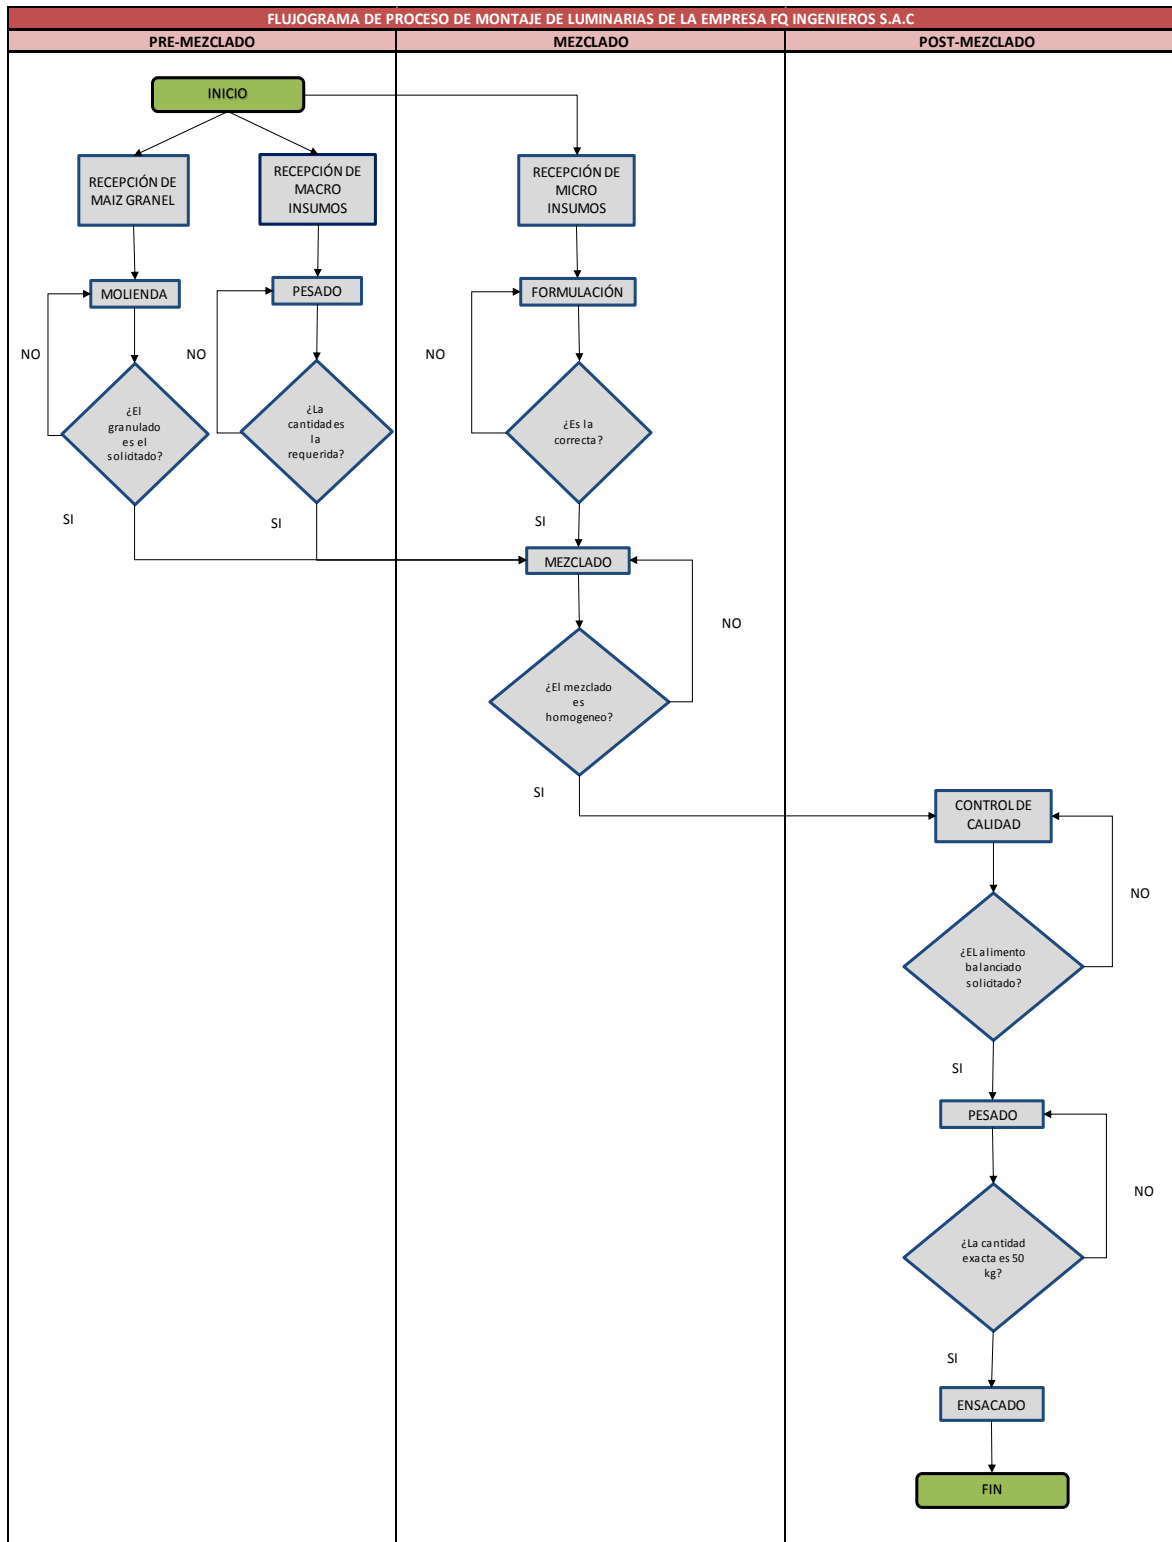 FLUJOGRAMA DE PROCESO DE MONTAJE DE LUMINARIAS DE LA EMPRESA FQ INGENIEROS S.A.C
PRE-MEZCLADO
MEZCLADO
POST-MEZCLADO
INICIO
RECEPCIÓN DE
MAIZ GRANEL
RECEPCIÓN DE
MACRO
INSUMOS
RECEPCIÓN DE
MICRO
INSUMOS
MOLIENDA
PESADO
FORMULACIÓN
NO
NO
NO
¿El
granulado
es el
solicitado?
¿La
cantidad es
la
requerida?
¿Es la
correcta?
SI
SI
SI
MEZCLADO
NO
¿El mezclado
es
homogeneo?
SI
CONTROL DE
CALIDAD
NO
¿EL alimento
balanciado
solicitado?
SI
PESADO
NO
¿La cantidad
exacta es 50
kg?
SI
ENSACADO
FIN